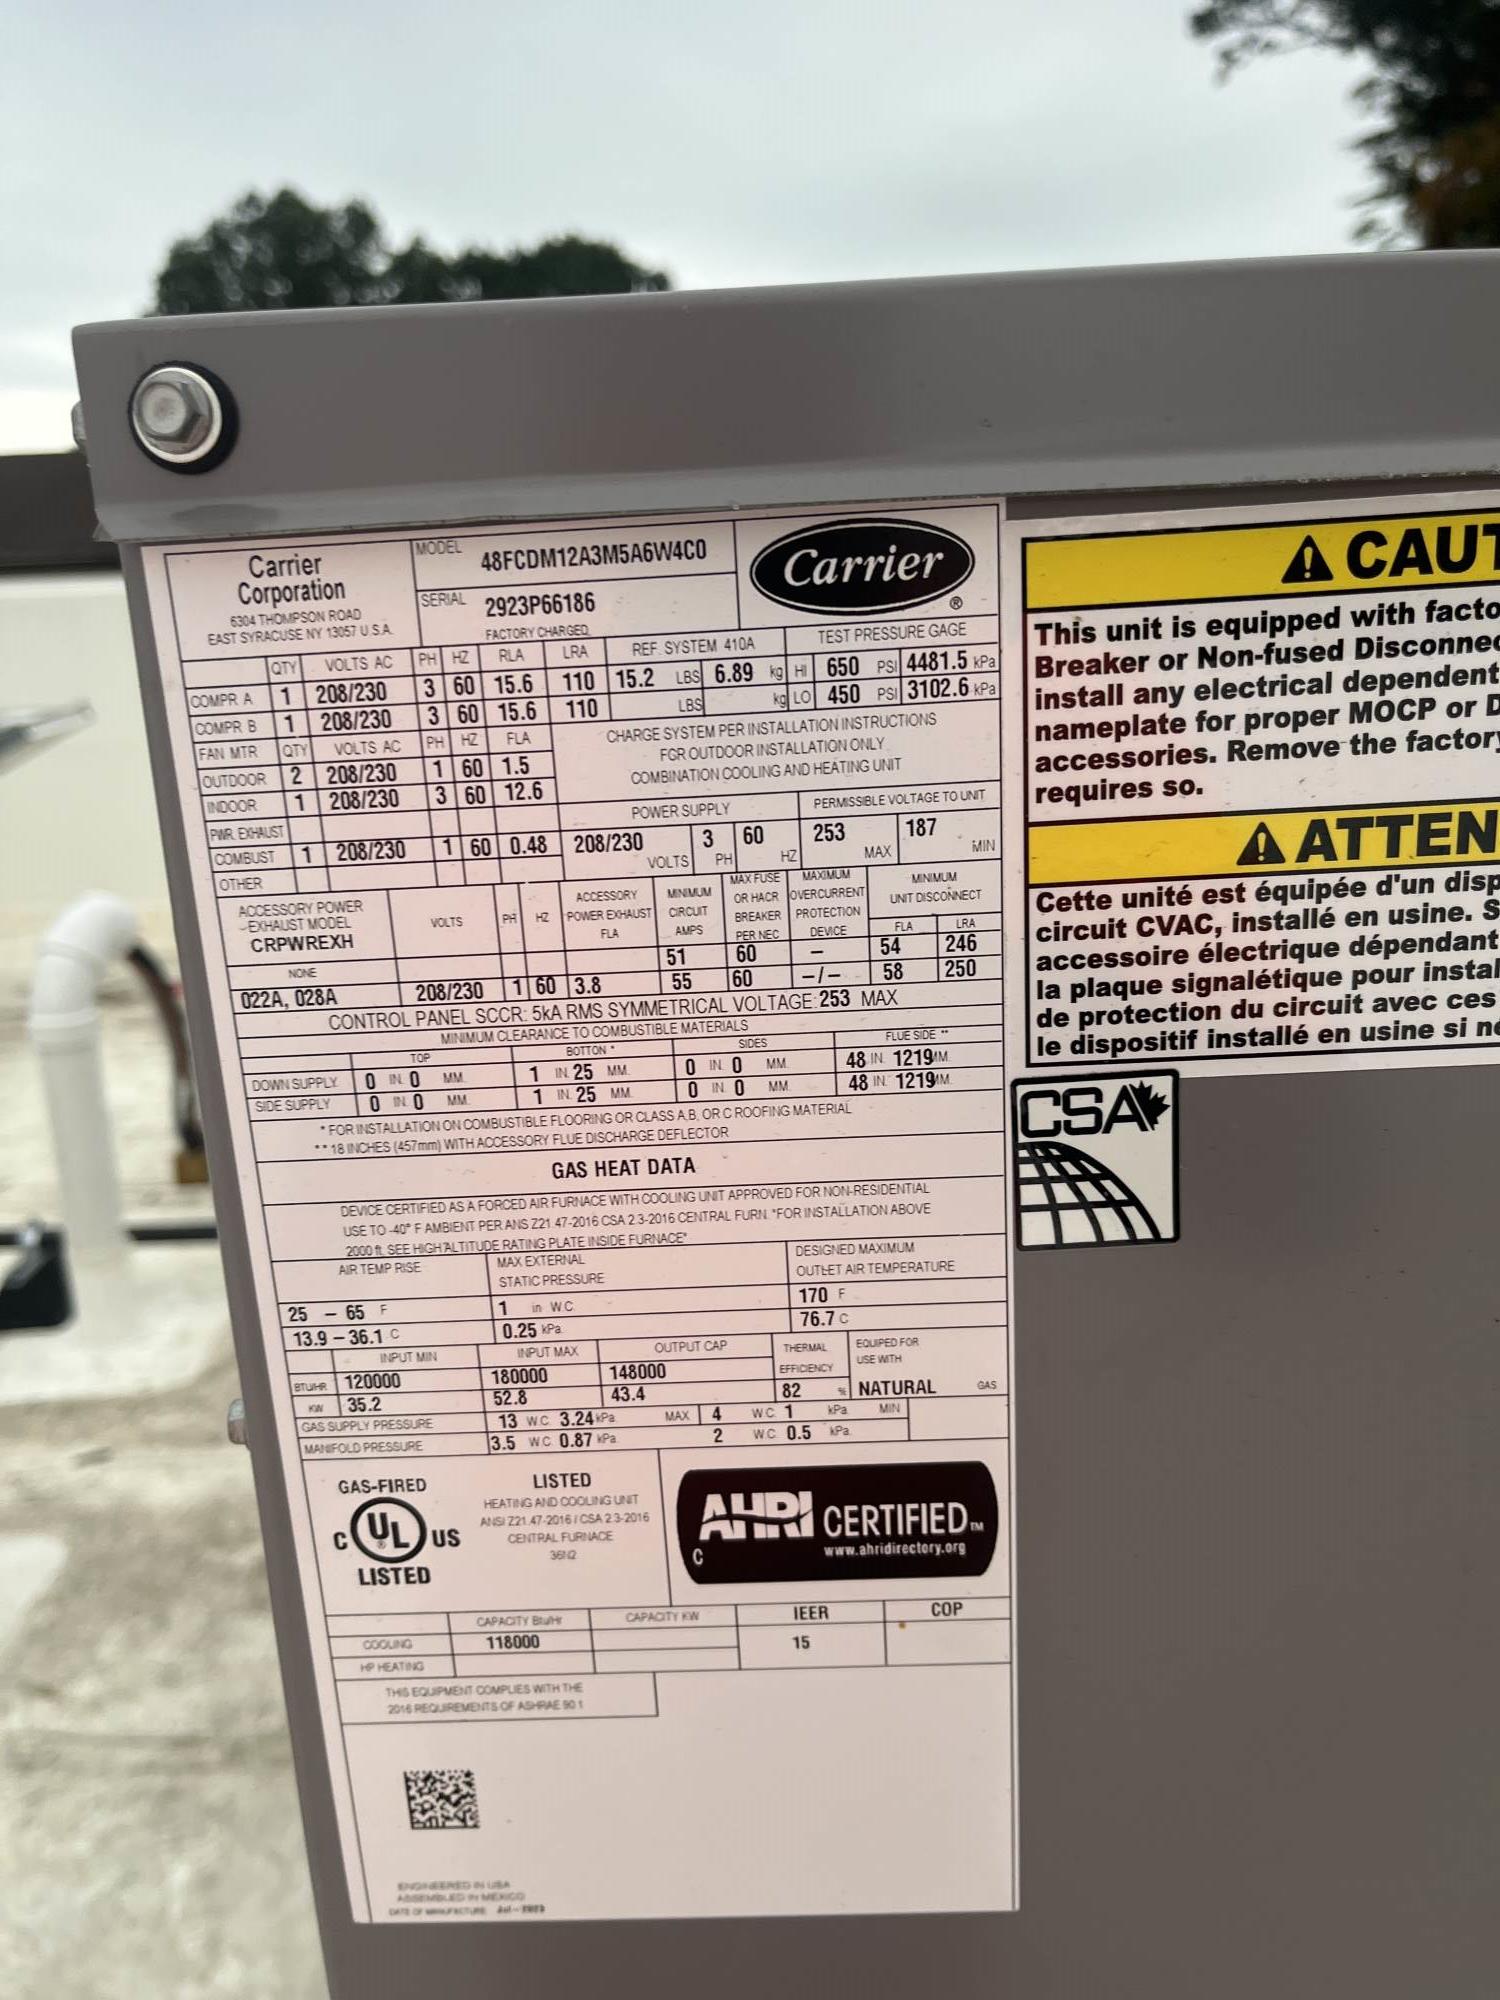 Carrier
Corporation
6304 THOMPSON ROAD
EAST SYRACUSE NY 13057 U.S.A.
MODEL 48FCDM12A3M5A6W4C0
SERIAL 2923P66186
Carrier
®
FACTORY CHARGED
QTY VOLTS AC PH HZ RLA LRA REF. SYSTEM 410A TEST PRESSURE GAGE
COMPR A 1 208/230 3 60 15.6 110 15.2 LBS 6.89 kg HI 650 PSI 4481.5 kPa
COMPR B 1 208/230 3 60 15.6 110 LBS kg LO 450 PSI 3102.6 kPa
FAN MTR QTY VOLTS AC PH HZ FLA
OUTDOOR 2 208/230 1 60 1.5
INDOOR 1 208/230 3 60 12.6
CHARGE SYSTEM PER INSTALLATION INSTRUCTIONS
FOR OUTDOOR INSTALLATION ONLY
COMBINATION COOLING AND HEATING UNIT
PWR. EXHAUST
COMBUST 1 208/230 1 60 0.48
OTHER
POWER SUPPLY PERMISSIBLE VOLTAGE TO UNIT
208/230 VOLTS 3 PH 60 HZ 253 MAX 187 MIN
ACCESSORY POWER
EXHAUST MODEL
CRPWREXH
VOLTS PH HZ
ACCESSORY
POWER EXHAUST
FLA
MINIMUM
CIRCUIT
AMPS
MAX FUSE
OR HACR
BREAKER
PER NEC
MAXIMUM
OVERCURRENT
PROTECTION
DEVICE
MINIMUM
UNIT DISCONNECT
FLA LRA
NONE 51 60 – 54 246
022A, 028A 208/230 1 60 3.8 55 60 –/– 58 250
CONTROL PANEL SCCR: 5kA RMS SYMMETRICAL VOLTAGE: 253 MAX
MINIMUM CLEARANCE TO COMBUSTIBLE MATERIALS
TOP BOTTON * SIDES FLUE SIDE **
DOWN SUPPLY 0 IN. 0 MM. 1 IN. 25 MM. 0 IN. 0 MM. 48 IN. 1219 MM.
SIDE SUPPLY 0 IN. 0 MM. 1 IN. 25 MM. 0 IN. 0 MM. 48 IN. 1219 MM.
* FOR INSTALLATION ON COMBUSTIBLE FLOORING OR CLASS A,B, OR C ROOFING MATERIAL
** 18 INCHES (457mm) WITH ACCESSORY FLUE DISCHARGE DEFLECTOR
GAS HEAT DATA
DEVICE CERTIFIED AS A FORCED AIR FURNACE WITH COOLING UNIT APPROVED FOR NON-RESIDENTIAL
USE TO -40° F AMBIENT PER ANS Z21.47-2016 CSA 2.3-2016 CENTRAL FURN. *FOR INSTALLATION ABOVE
2000 ft. SEE HIGH ALTITUDE RATING PLATE INSIDE FURNACE*
AIR TEMP RISE
MAX EXTERNAL
STATIC PRESSURE
DESIGNED MAXIMUM
OUTLET AIR TEMPERATURE
25 – 65 F 1 in W.C. 170 F
13.9 – 36.1 C 0.25 kPa 76.7 C
INPUT MIN INPUT MAX OUTPUT CAP
THERMAL
EFFICIENCY
EQUIPED FOR
USE WITH
BTU/HR 120000 180000 148000
KW 35.2 52.8 43.4 82 % NATURAL GAS
GAS SUPPLY PRESSURE 13 W.C. 3.24 kPa MAX 4 W.C. 1 kPa MIN
MANIFOLD PRESSURE 3.5 W.C. 0.87 kPa 2 W.C. 0.5 kPa
GAS-FIRED
C UL ® US
LISTED
LISTED
HEATING AND COOLING UNIT
ANSI Z21.47-2016 / CSA 2.3-2016
CENTRAL FURNACE
36N2
AHRI CERTIFIED™
C www.ahridirectory.org
CAPACITY Btu/Hr CAPACITY KW IEER COP
COOLING 118000 15
HP HEATING
THIS EQUIPMENT COMPLIES WITH THE
2016 REQUIREMENTS OF ASHRAE 90.1
ENGINEERED IN USA
ASSEMBLED IN MEXICO
DATE OF MANUFACTURE Jul – 2023
CAUT
This unit is equipped with facto
Breaker or Non-fused Disconnec
install any electrical dependent
nameplate for proper MOCP or D
accessories. Remove the factory
requires so.
ATTEN
Cette unité est équipée d'un disp
circuit CVAC, installé en usine. S
accessoire électrique dépendant
la plaque signalétique pour instal
de protection du circuit avec ces
le dispositif installé en usine si né
CSA